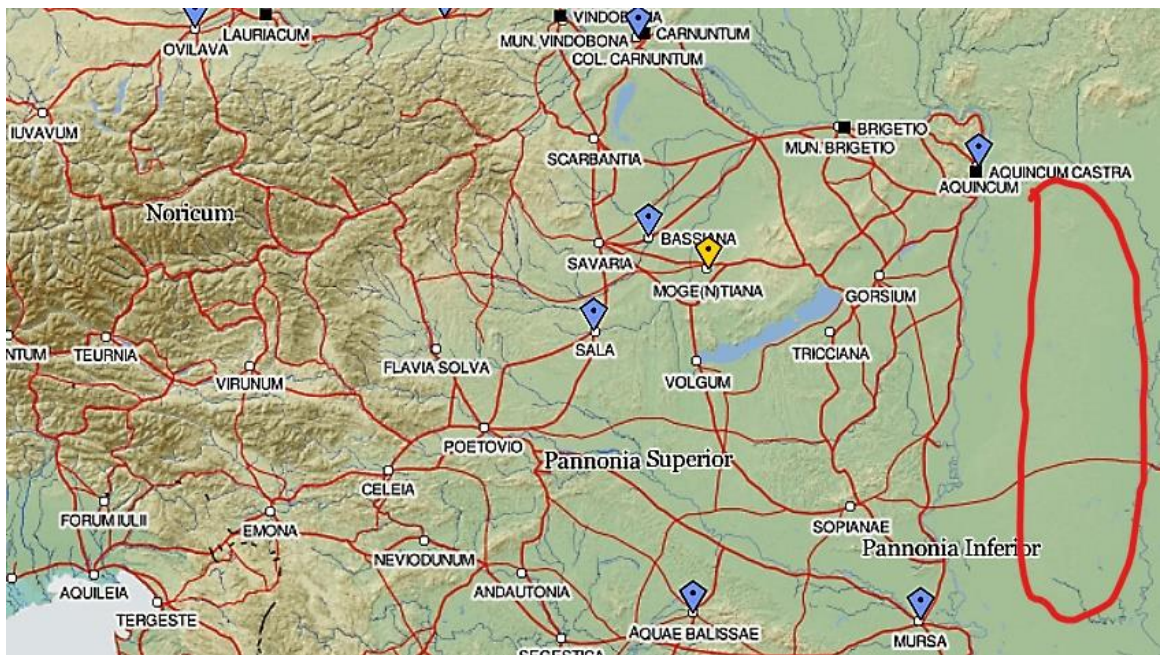 LAURIACUM
OVILAVA
VINDOBONA
MUN. VINDOBONA
CARNUNTUM
COL. CARNUNTUM
IUVAVUM
SCARBANTIA
BRIGETIO
MUN. BRIGETIO
AQUINCUM CASTRA
AQUINCUM
Noricum
BASSIANA
SAVARIA
MOGE(N)TIANA
GORSIUM
TEURNIA
SALA
TRICCIANA
FLAVIA SOLVA
VIRUNUM
VOLGUM
POETOVIO
Pannonia Superior
CELEIA
FORUM IULII
EMONA
SOPIANAE
NEVIODUNUM
Pannonia Inferior
AQUILEIA
ANDAUTONIA
TERGESTE
AQUAE BALISSAE
MURSA